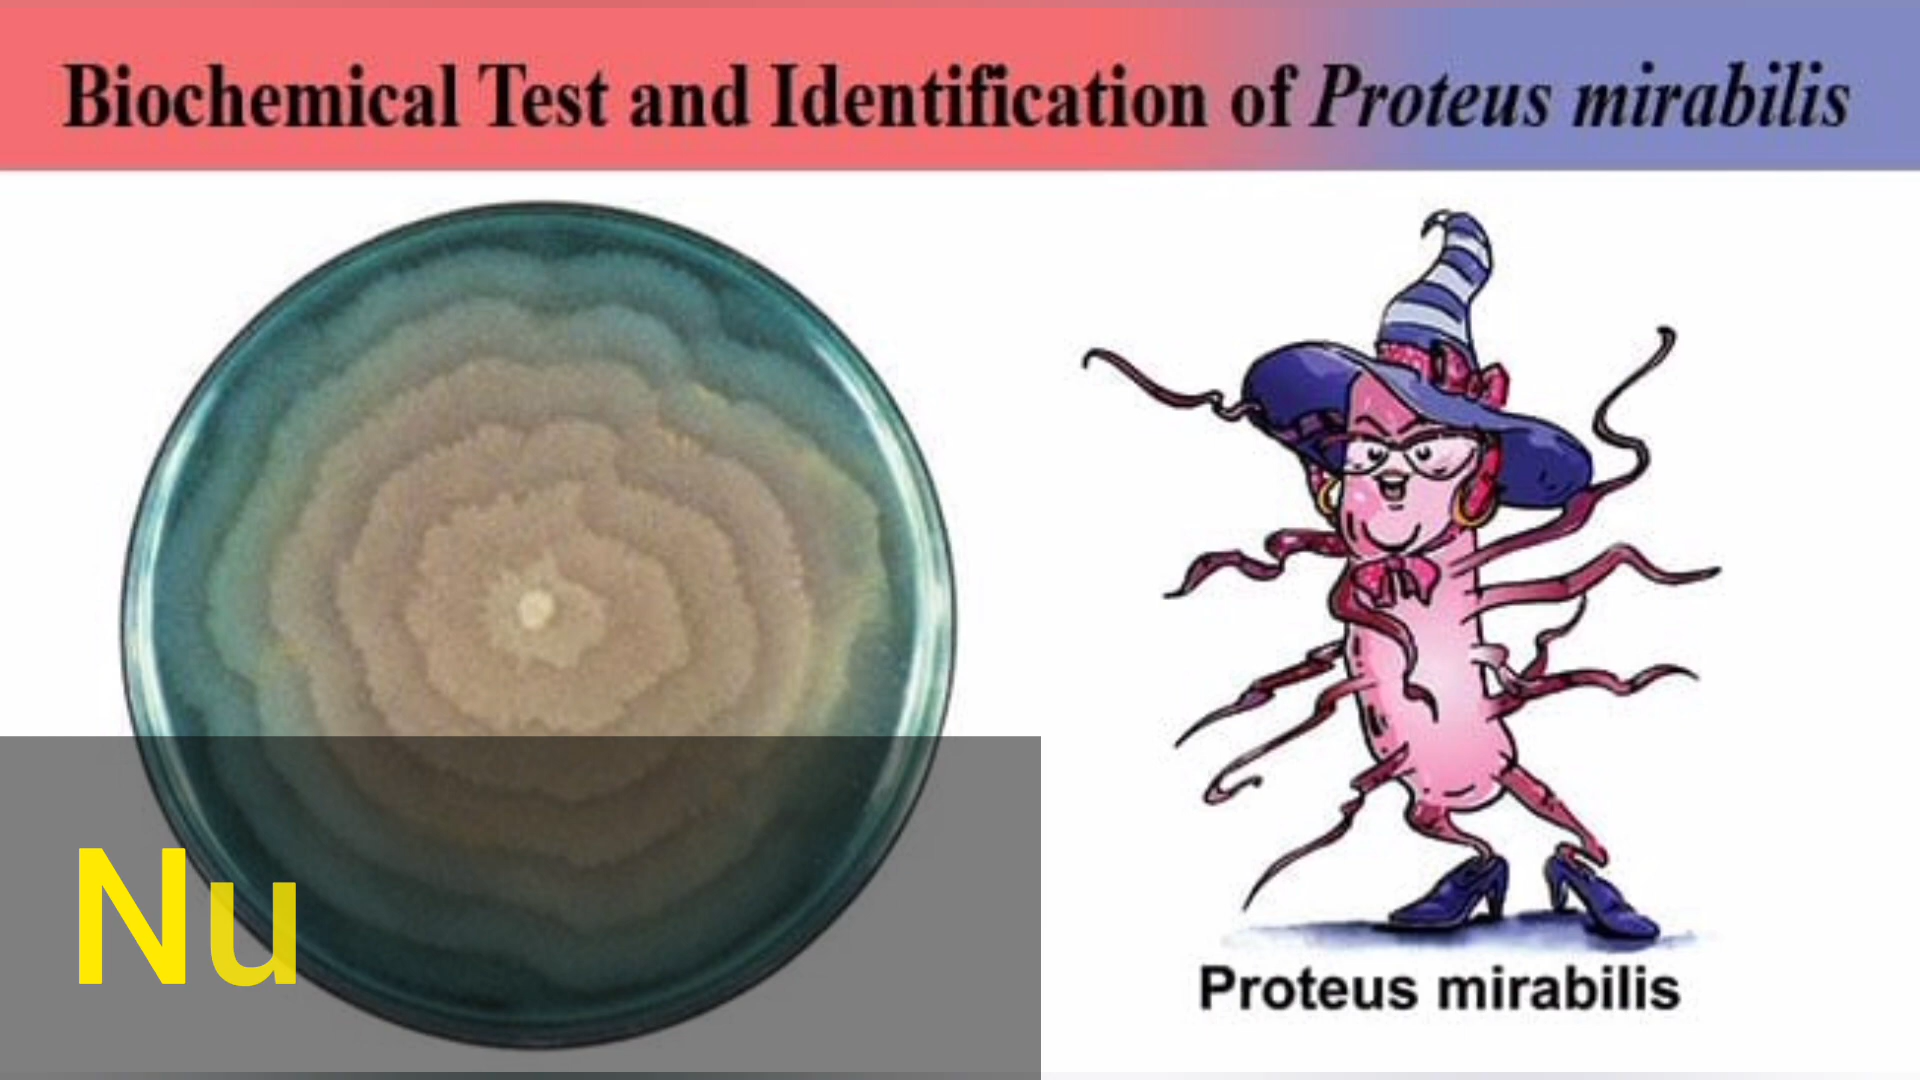 Biochemical Test and Identification of Proteus mirabilis
Nu
Proteus mirabilis